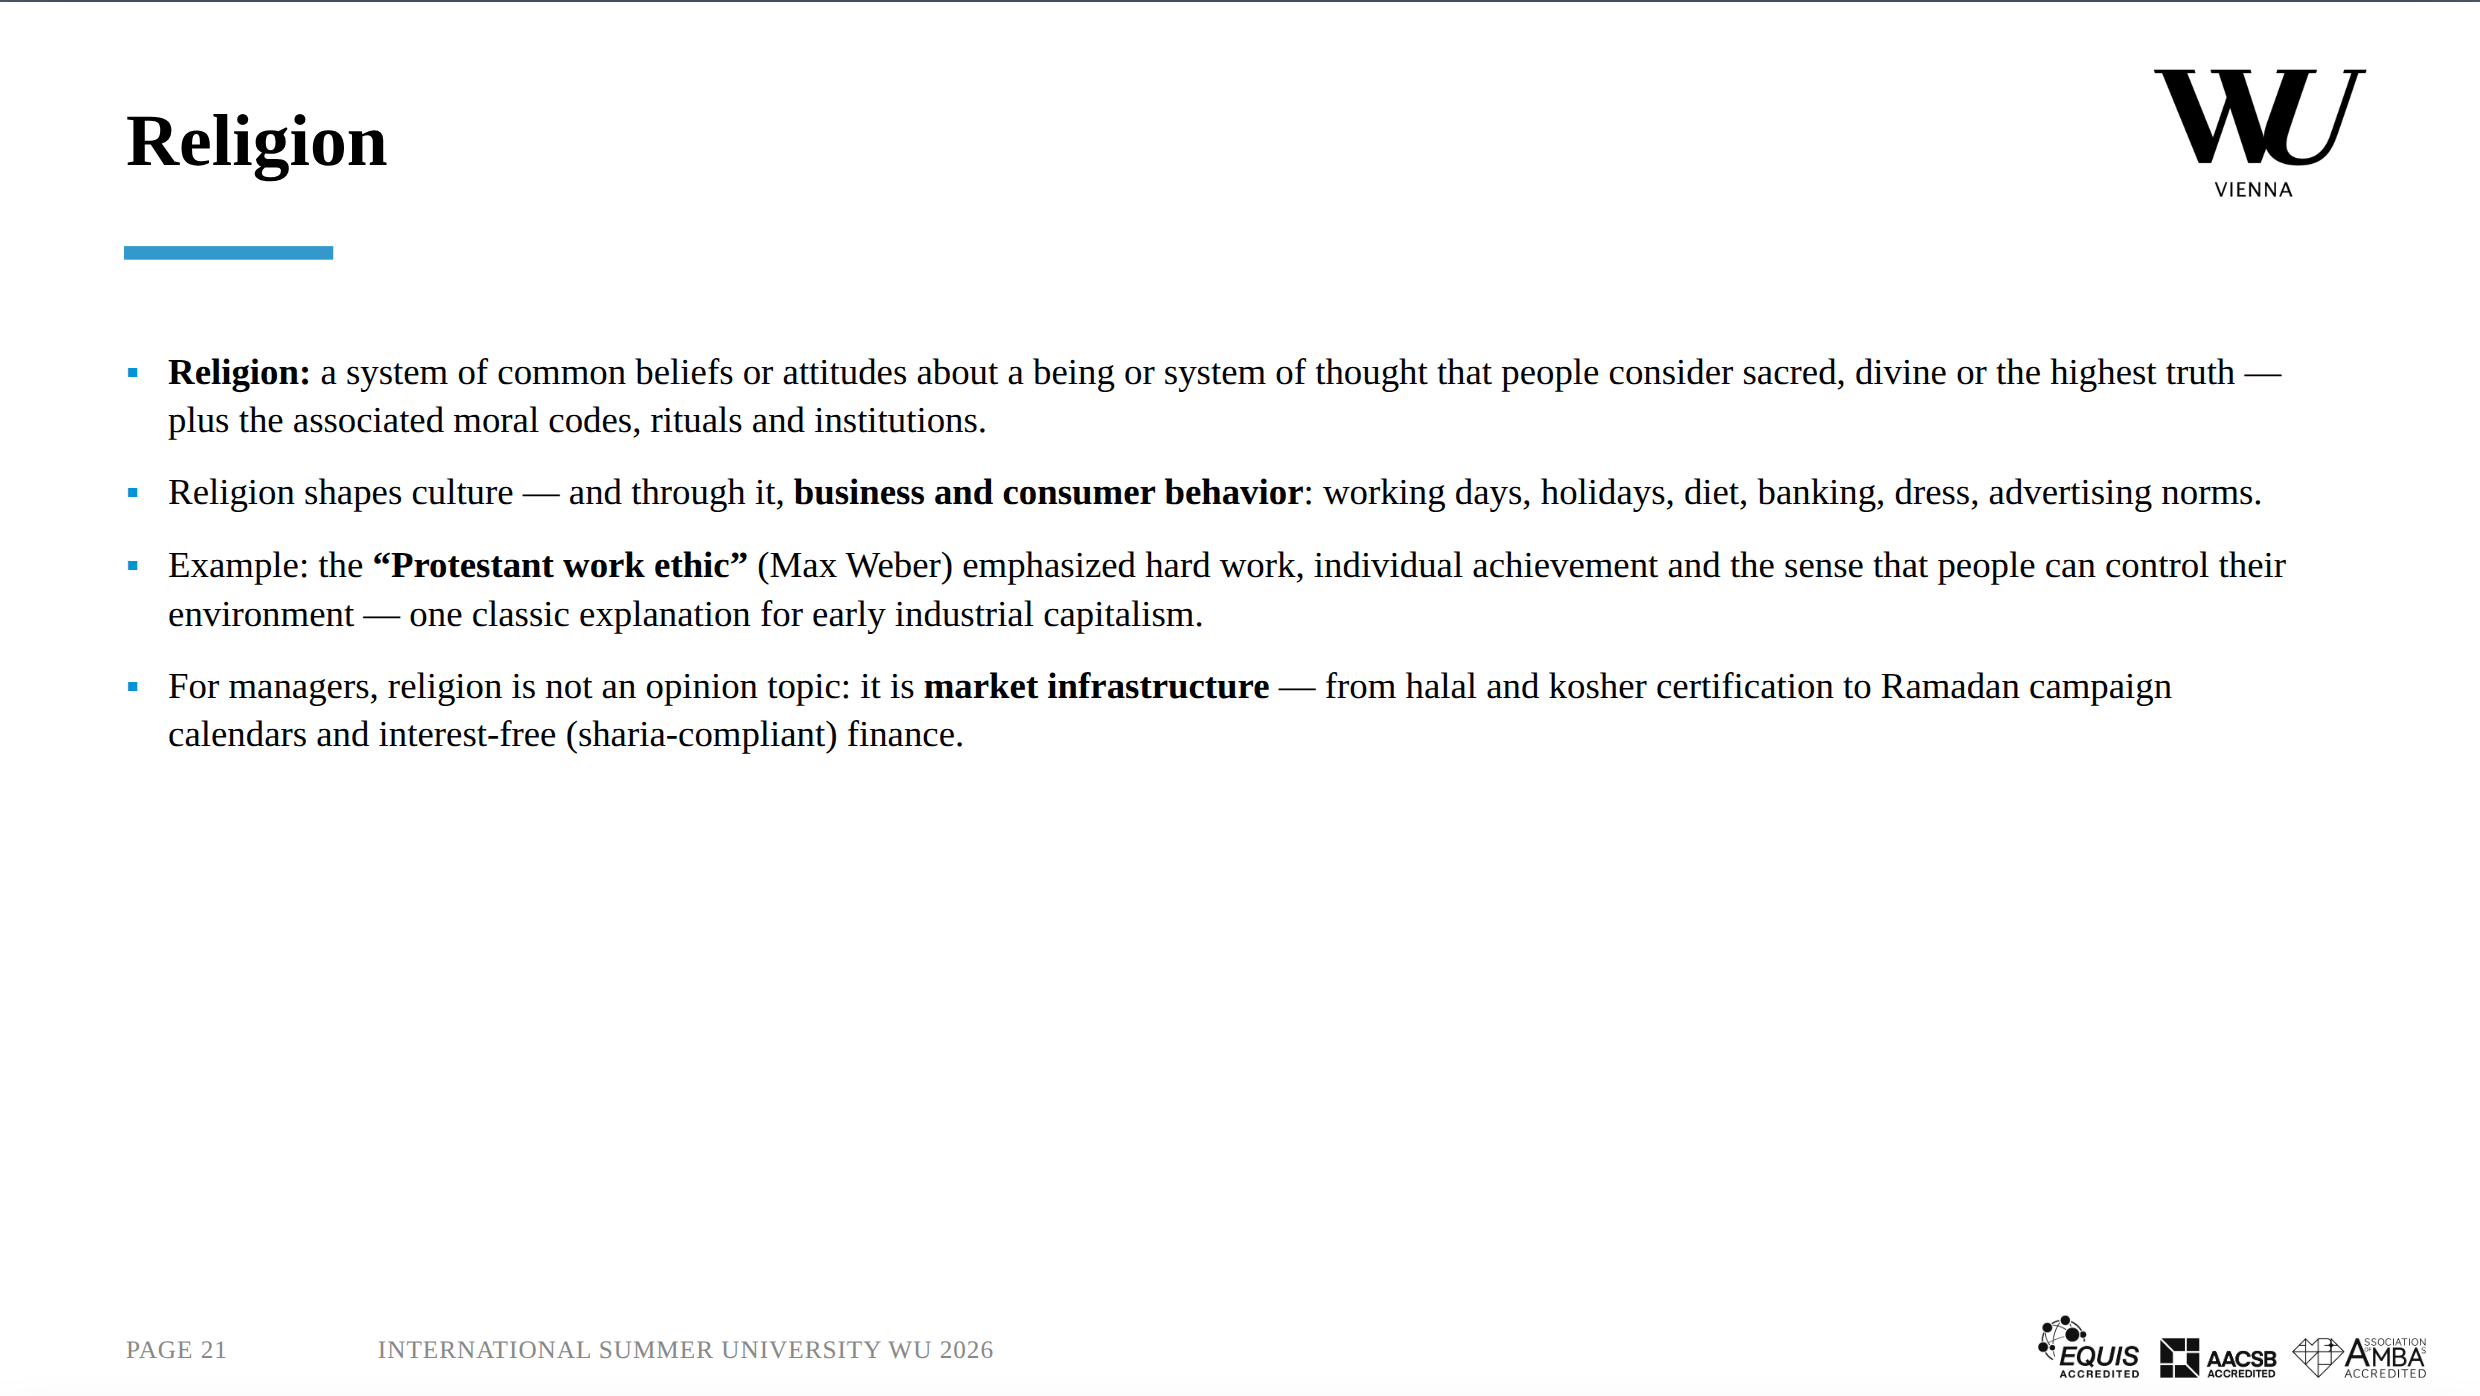 Religion
WU
VIENNA
Religion: a system of common beliefs or attitudes about a being or system of thought that people consider sacred, divine or the highest truth —
plus the associated moral codes, rituals and institutions.
Religion shapes culture — and through it, business and consumer behavior: working days, holidays, diet, banking, dress, advertising norms.
Example: the “Protestant work ethic” (Max Weber) emphasized hard work, individual achievement and the sense that people can control their
environment — one classic explanation for early industrial capitalism.
For managers, religion is not an opinion topic: it is market infrastructure — from halal and kosher certification to Ramadan campaign
calendars and interest-free (sharia-compliant) finance.
PAGE 21
INTERNATIONAL SUMMER UNIVERSITY WU 2026
EQUIS
ACCREDITED
AACSB
ACCREDITED
ASSOCIATION
OF
AMBAS
ACCREDITED